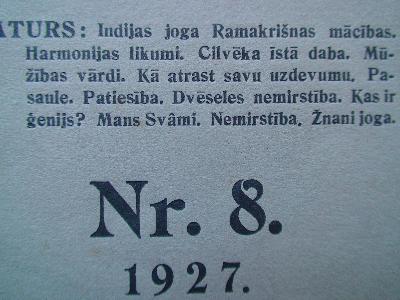 ATURS: Indijas joga Ramakrišnas mācības.
Harmonijas likumi. Cilvēka īstā daba. Mū-
žības vārdi. Kā atrast savu uzdevumu. Pa-
saule. Patiesība. Dvēseles nemirstība. Kas ir
ģenijs? Mans Svâmi. Nemirstība. Žnani joga.
Nr. 8.
1927.